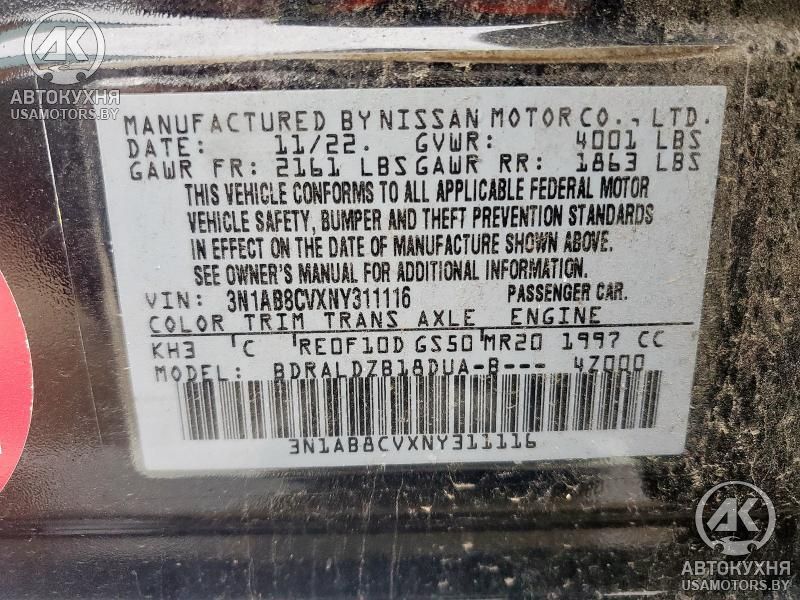 AK
АВТОКУХНЯ
USAMOTORS.BY
MANUFACTURED BY NISSAN MOTOR CO., LTD.
DATE: 11/22. GVWR: 4001 LBS
GAWR FR: 2161 LBS GAWR RR: 1863 LBS
THIS VEHICLE CONFORMS TO ALL APPLICABLE FEDERAL MOTOR
VEHICLE SAFETY, BUMPER AND THEFT PREVENTION STANDARDS
IN EFFECT ON THE DATE OF MANUFACTURE SHOWN ABOVE.
SEE OWNER'S MANUAL FOR ADDITIONAL INFORMATION.
VIN: 3N1AB8CVXNY311116 PASSENGER CAR.
COLOR TRIM TRANS AXLE ENGINE
KH3 C RE0F10D GS50 MR20 1997 CC
MODEL: BDRALDZB18DUA-B--- 4Z000
3N1AB8CVXNY311116
AK
АВТОКУХНЯ
USAMOTORS.BY